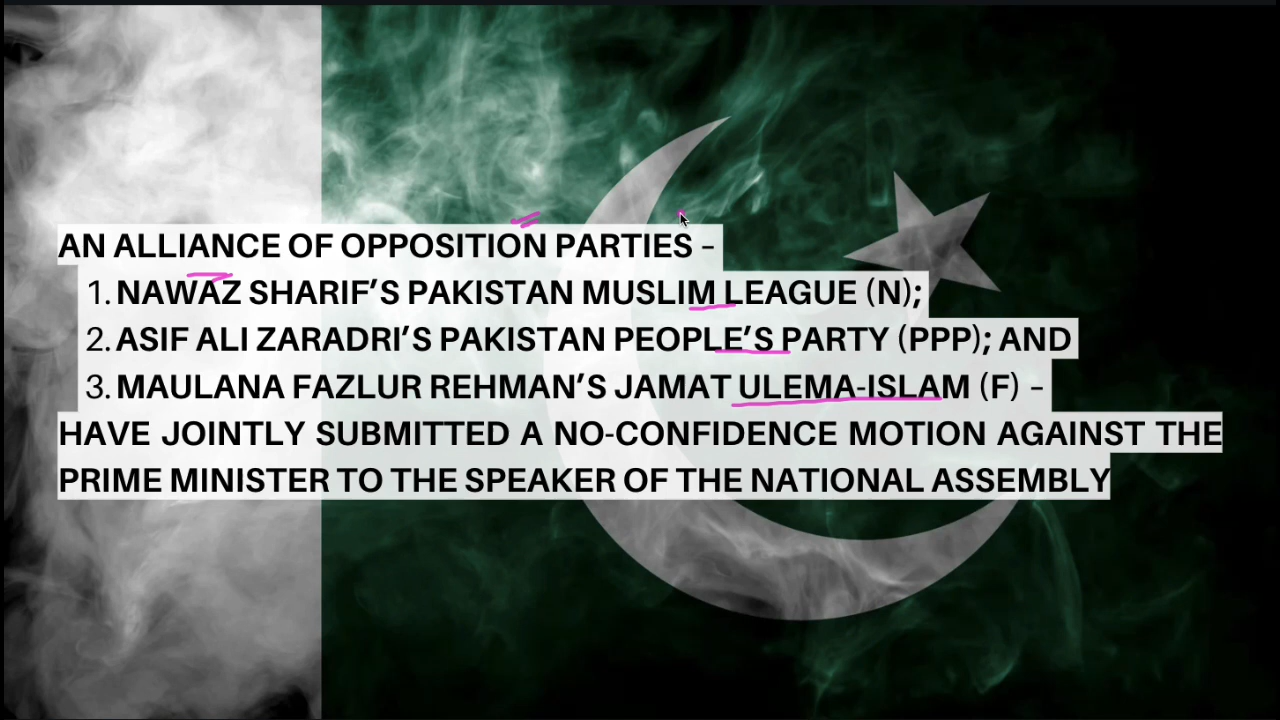 AN ALLIANCE OF OPPOSITION PARTIES –
1. NAWAZ SHARIF’S PAKISTAN MUSLIM LEAGUE (N);
2. ASIF ALI ZARADRI’S PAKISTAN PEOPLE’S PARTY (PPP); AND
3. MAULANA FAZLUR REHMAN’S JAMAT ULEMA-ISLAM (F) –
HAVE JOINTLY SUBMITTED A NO-CONFIDENCE MOTION AGAINST THE
PRIME MINISTER TO THE SPEAKER OF THE NATIONAL ASSEMBLY